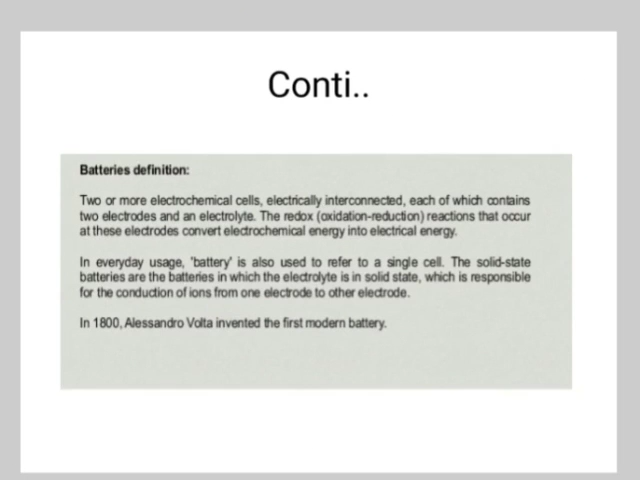 Conti..
Batteries definition:
Two or more electrochemical cells, electrically interconnected, each of which contains
two electrodes and an electrolyte. The redox (oxidation-reduction) reactions that occur
at these electrodes convert electrochemical energy into electrical energy.
In everyday usage, 'battery' is also used to refer to a single cell. The solid-state
batteries are the batteries in which the electrolyte is in solid state, which is responsible
for the conduction of ions from one electrode to other electrode.
In 1800, Alessandro Volta invented the first modern battery.